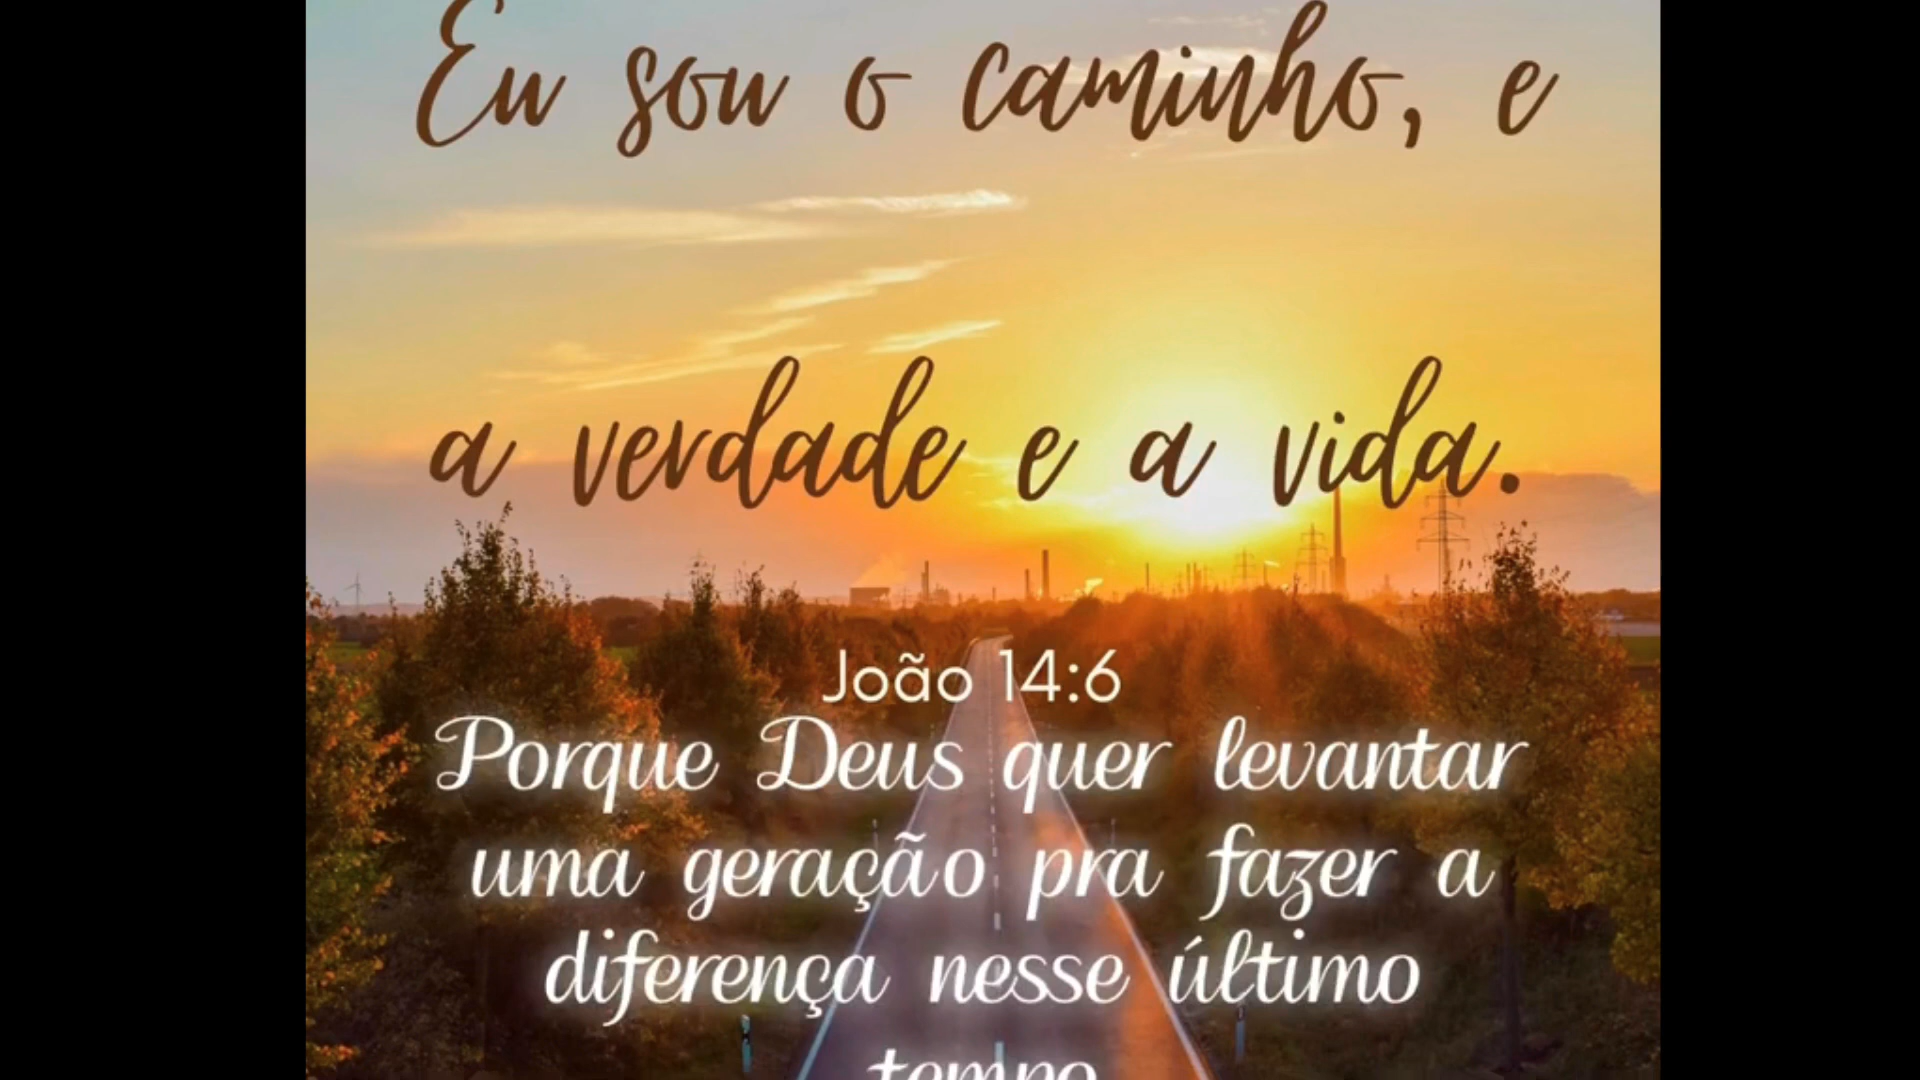 Eu sou o caminho, e
a verdade e a vida.
João 14:6
Porque Deus quer levantar
uma geração pra fazer a
diferença nesse último
tempo